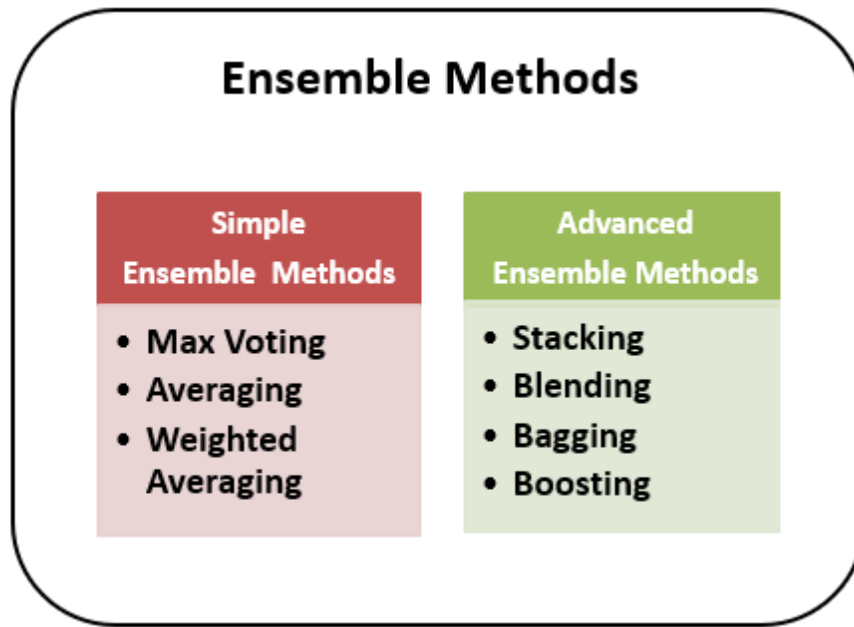 Ensemble Methods
Simple
Ensemble Methods
• Max Voting
• Averaging
• Weighted
Averaging
Advanced
Ensemble Methods
• Stacking
• Blending
• Bagging
• Boosting